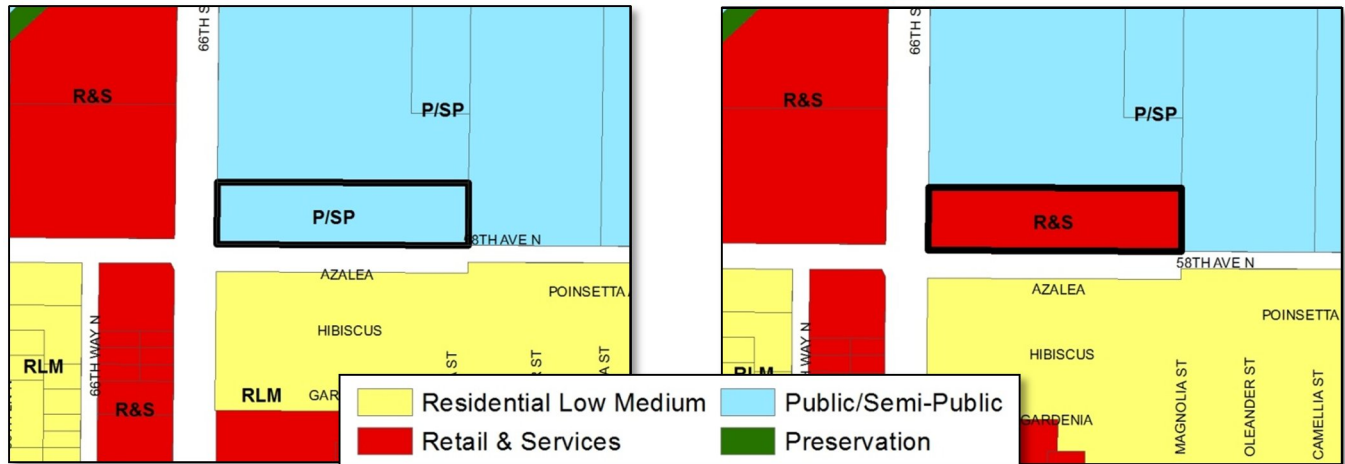 66TH S
R&S
P/SP
P/SP
8TH AVE N
AZALEA
POINSETTA
HIBISCUS
RLM
66TH WAY N
R&S
RLM
GAR
A ST
R ST
A ST
66TH
R&S
P/SP
R&S
58TH AVE N
AZALEA
POINSETTA
HIBISCUS
RLM
WAY N
GARDENIA
MAGNOLIA ST
OLEANDER ST
CAMELLIA ST
Residential Low Medium
Public/Semi-Public
Retail & Services
Preservation